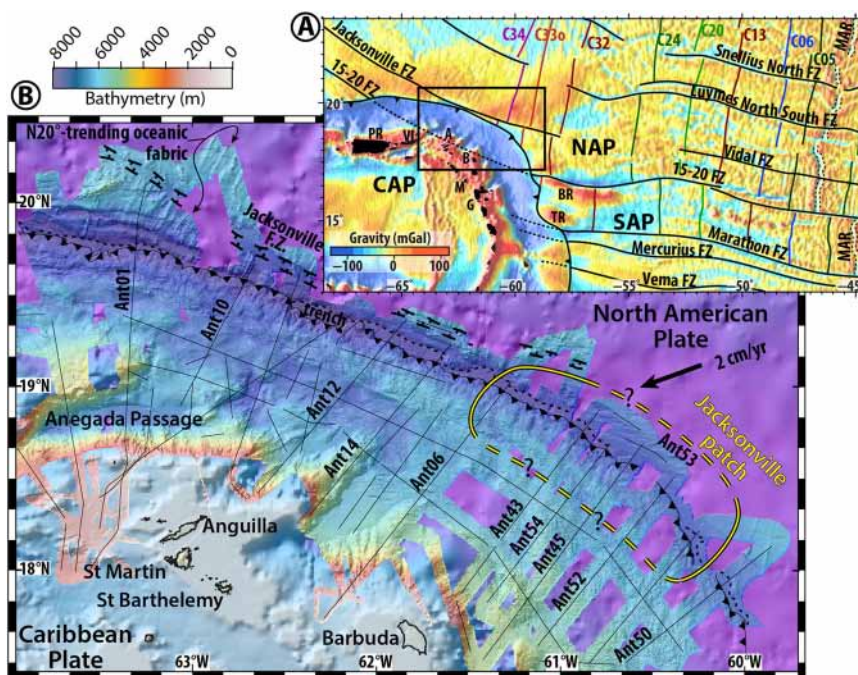 8000 6000 4000 2000 0
Bathymetry (m)
A
Jacksonville FZ
15-20 FZ
C34
C33o
C32
C24
C20
C13
C06
C05
MAR
Snellius North FZ
Luymes North South FZ
Vidal FZ
15-20 FZ
Marathon FZ
Mercurius FZ
Vema FZ
MAR
20°
15°
PR
VI
A
B
M
G
NAP
CAP
SAP
BR
TR
Gravity (mGal)
−100 0 100
-65 -60 -55 -50 -45
B
N20°-trending oceanic
fabric
Jacksonville
FZ
20°N
19°N
18°N
Ant01
Ant10
trench
Ant12
Ant14
Ant06
Ant43
Ant54
Ant45
Ant52
Ant50
Ant53
North American
Plate
2 cm/yr
Jacksonville
patch
?
?
?
Anegada Passage
Anguilla
St Martin
St Barthelemy
Barbuda
Caribbean
Plate
63°W 62°W 61°W 60°W